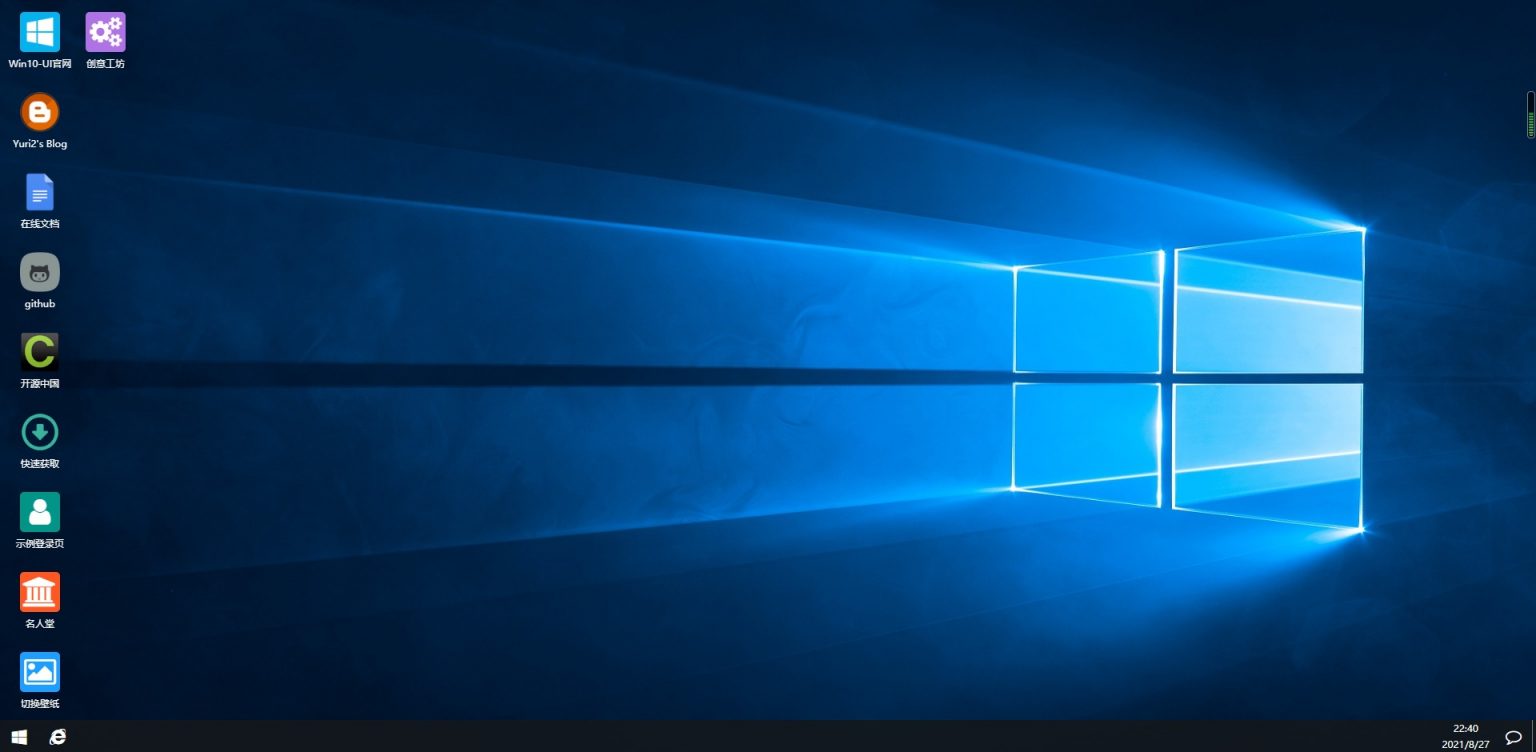 Win10-UI官网
创意工坊
Yuri2's Blog
在线文档
github
开源中国
快速获取
示例登录页
名人堂
切换壁纸
22:40
2021/8/27